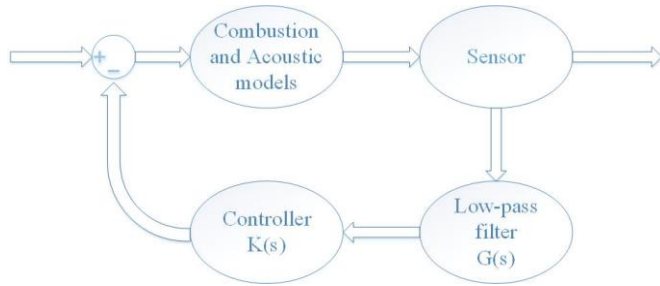 +
−
Combustion
and Acoustic
models
Sensor
Controller
K(s)
Low-pass
filter
G(s)